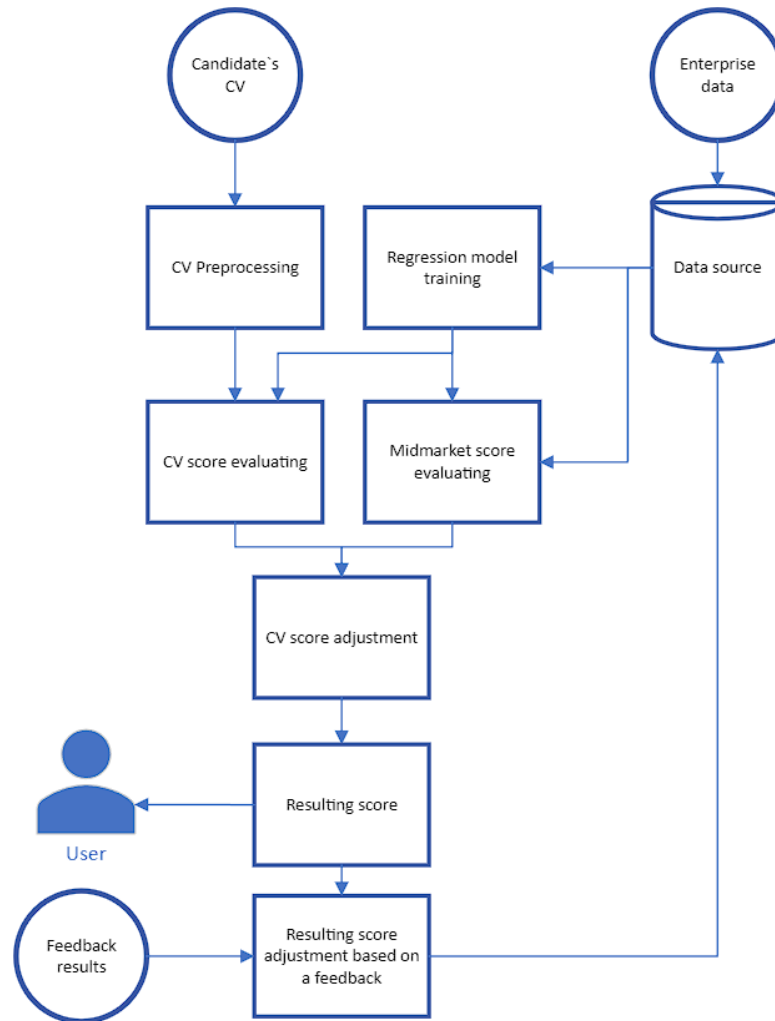 Candidate`s
CV
Enterprise
data
CV Preprocessing
Regression model
training
Data source
CV score evaluating
Midmarket score
evaluating
CV score adjustment
Resulting score
User
Feedback
results
Resulting score
adjustment based on
a feedback